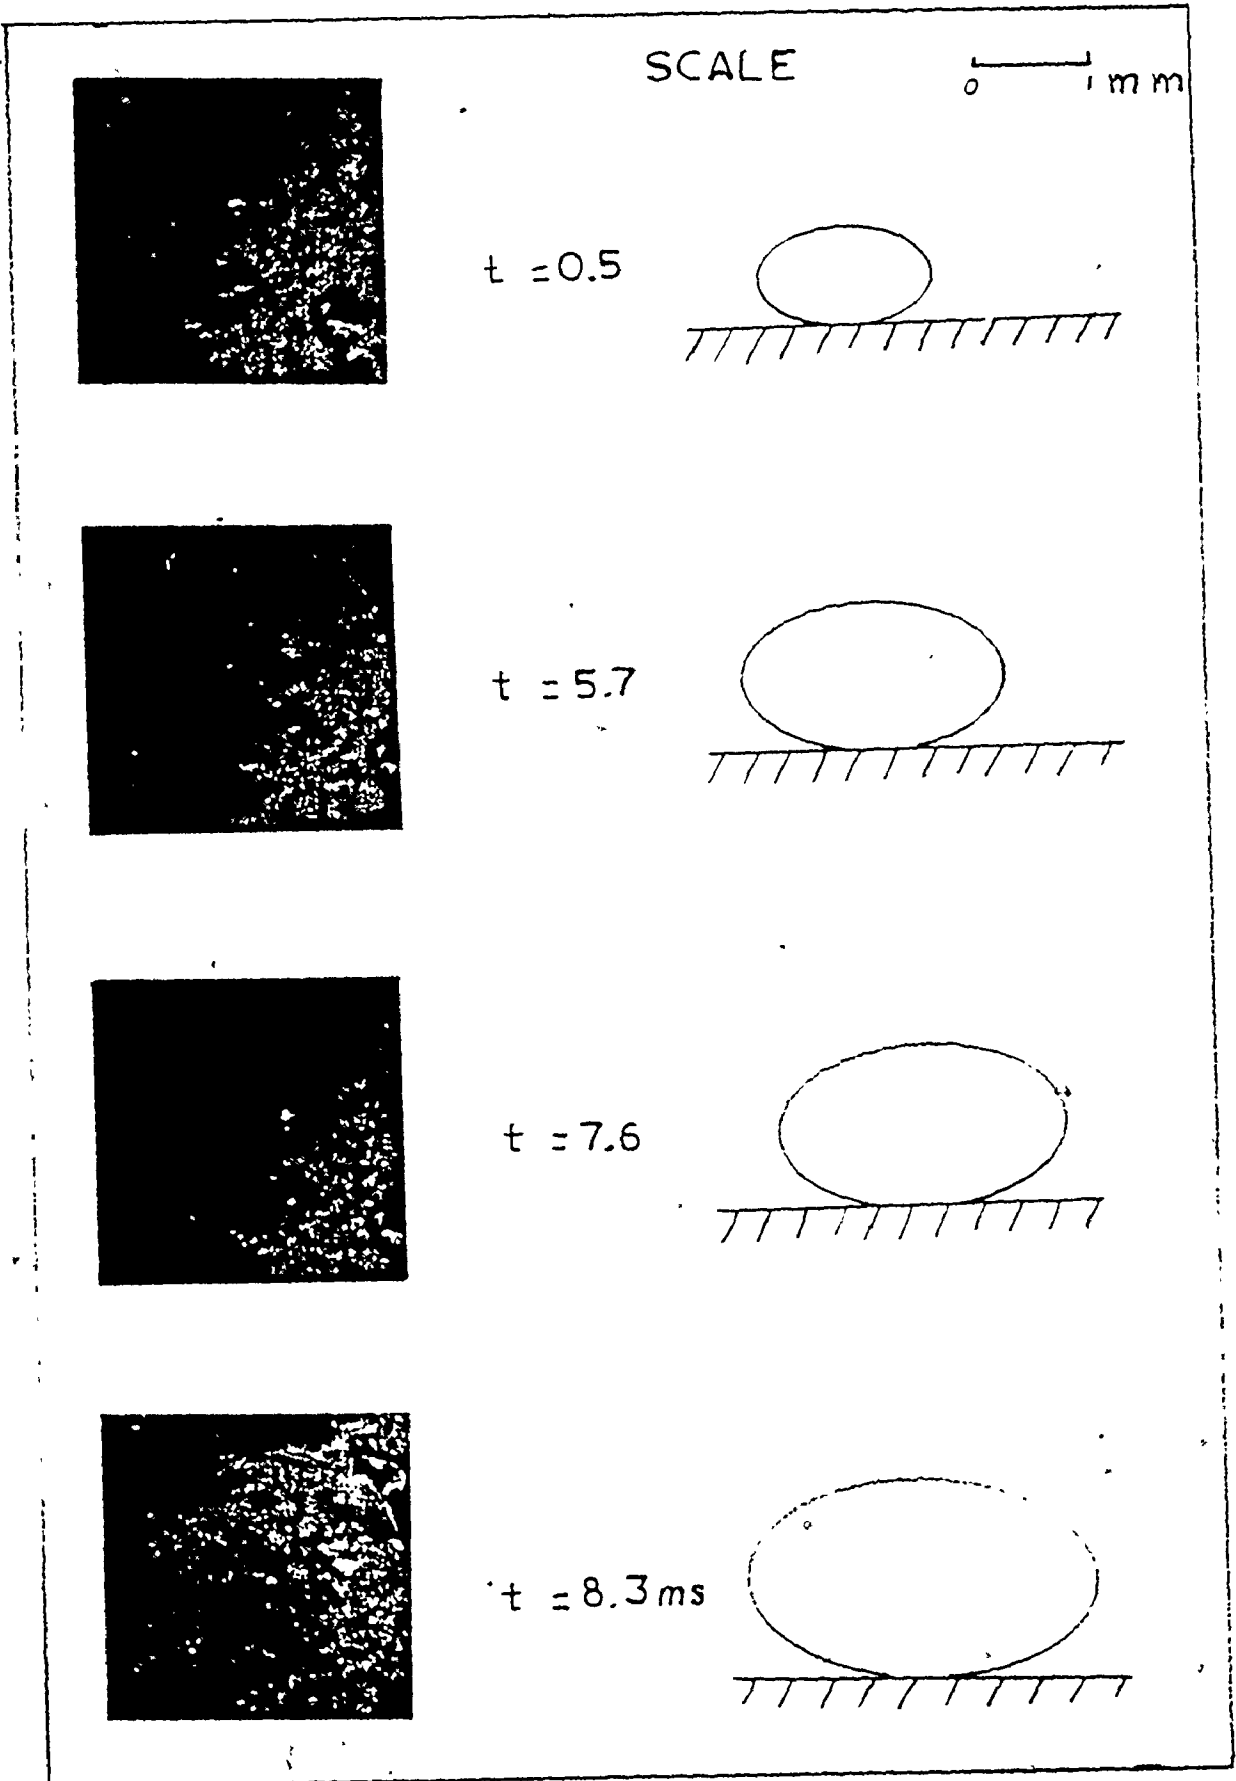 SCALE 0 1 mm
t = 0.5
t = 5.7
t = 7.6
t = 8.3 ms